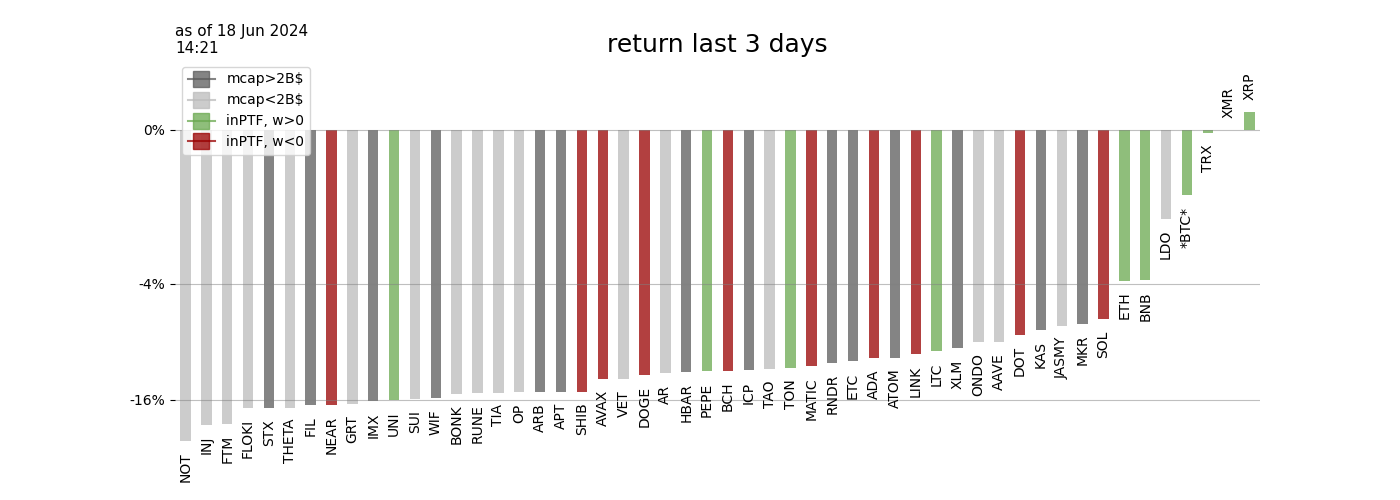 as of 18 Jun 2024
14:21
return last 3 days
mcap>2B$
mcap<2B$
inPTF, w>0
inPTF, w<0
0%
-4%
-16%
NOT
INJ
FTM
FLOKI
STX
THETA
FIL
NEAR
GRT
IMX
UNI
SUI
WIF
BONK
RUNE
TIA
OP
ARB
APT
SHIB
AVAX
VET
DOGE
AR
HBAR
PEPE
BCH
ICP
TAO
TON
MATIC
RNDR
ETC
ADA
ATOM
LINK
LTC
XLM
ONDO
AAVE
DOT
KAS
JASMY
MKR
SOL
ETH
BNB
LDO
*BTC*
TRX
XMR
XRP